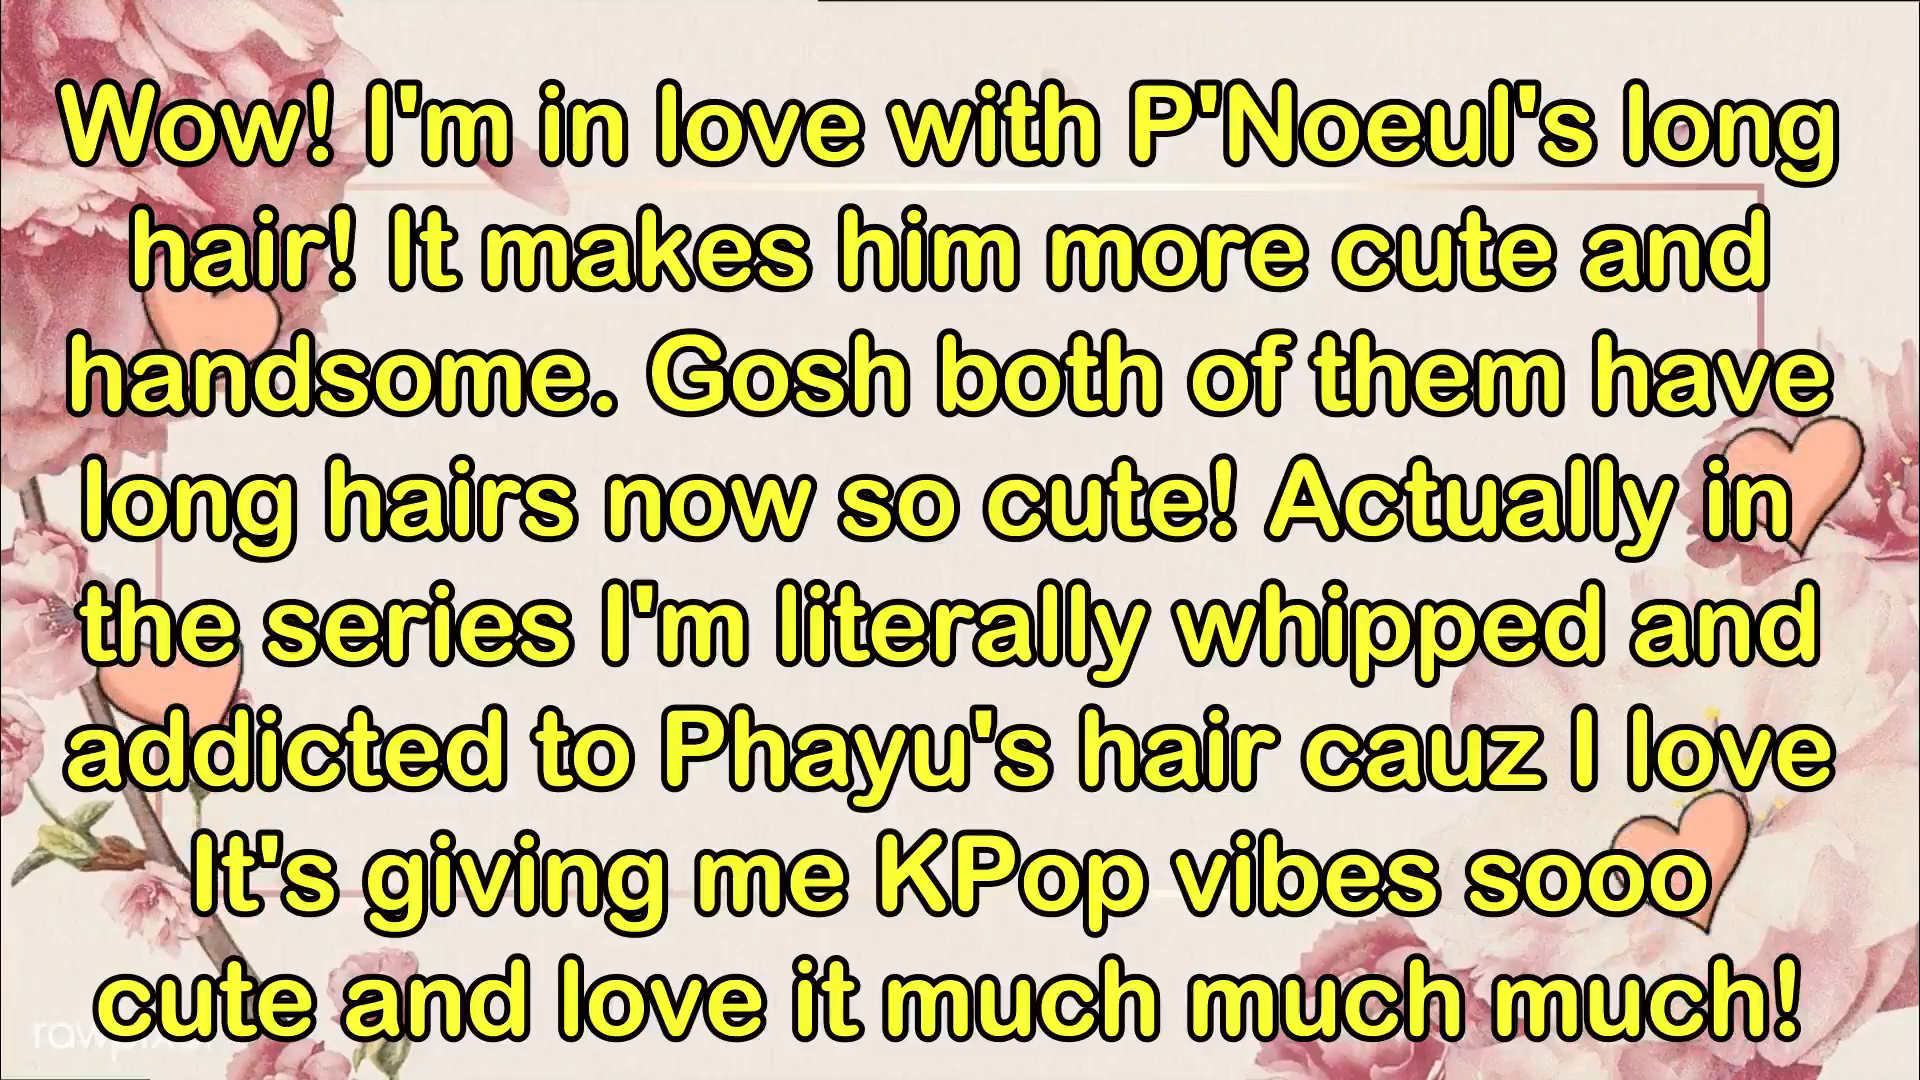 Wow! I'm in love with P'Noeul's long
hair! It makes him more cute and
handsome. Gosh both of them have
long hairs now so cute! Actually in
the series I'm literally whipped and
addicted to Phayu's hair cauz I love
It's giving me KPop vibes sooo
cute and love it much much much!